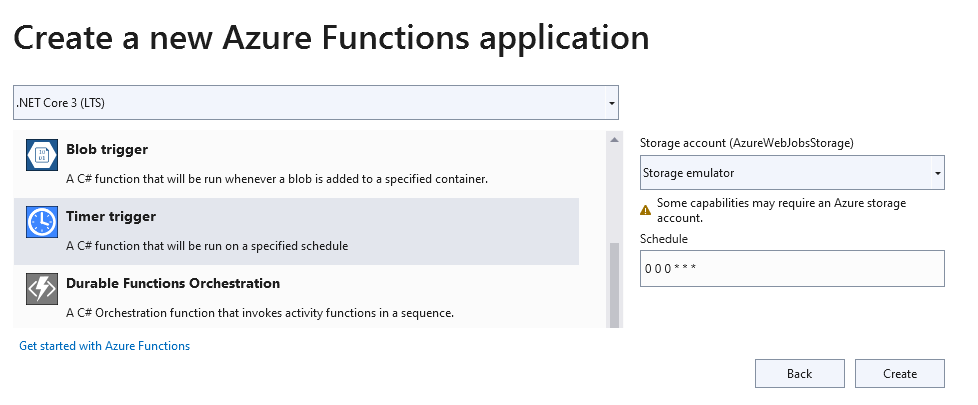 Create a new Azure Functions application
.NET Core 3 (LTS)
Blob trigger
A C# function that will be run whenever a blob is added to a specified container.
Timer trigger
A C# function that will be run on a specified schedule
Durable Functions Orchestration
A C# Orchestration function that invokes activity functions in a sequence.
Get started with Azure Functions
Storage account (AzureWebJobsStorage)
Storage emulator
Some capabilities may require an Azure storage
account.
Schedule
0 0 0 * * *
Back
Create